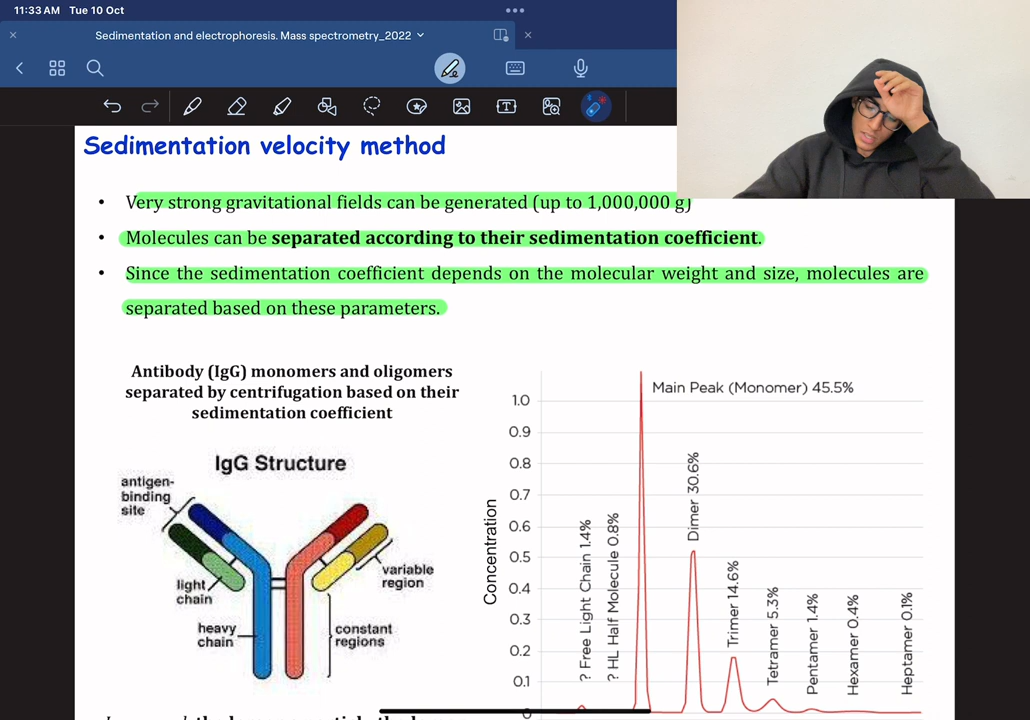 11:33 AM Tue 10 Oct
Sedimentation and electrophoresis. Mass spectrometry_2022
Sedimentation velocity method
• Very strong gravitational fields can be generated (up to 1,000,000 g)
• Molecules can be separated according to their sedimentation coefficient.
• Since the sedimentation coefficient depends on the molecular weight and size, molecules are
separated based on these parameters.
Antibody (IgG) monomers and oligomers
separated by centrifugation based on their
sedimentation coefficient
IgG Structure
antigen-
binding
site
light
chain
heavy
chain
variable
region
constant
regions
Concentration
1.0
0.9
0.8
0.7
0.6
0.5
0.4
0.3
0.2
0.1
0
? Free Light Chain 1.4%
? HL Half Molecule 0.8%
Main Peak (Monomer) 45.5%
Dimer 30.6%
Trimer 14.6%
Tetramer 5.3%
Pentamer 1.4%
Hexamer 0.4%
Heptamer 0.1%